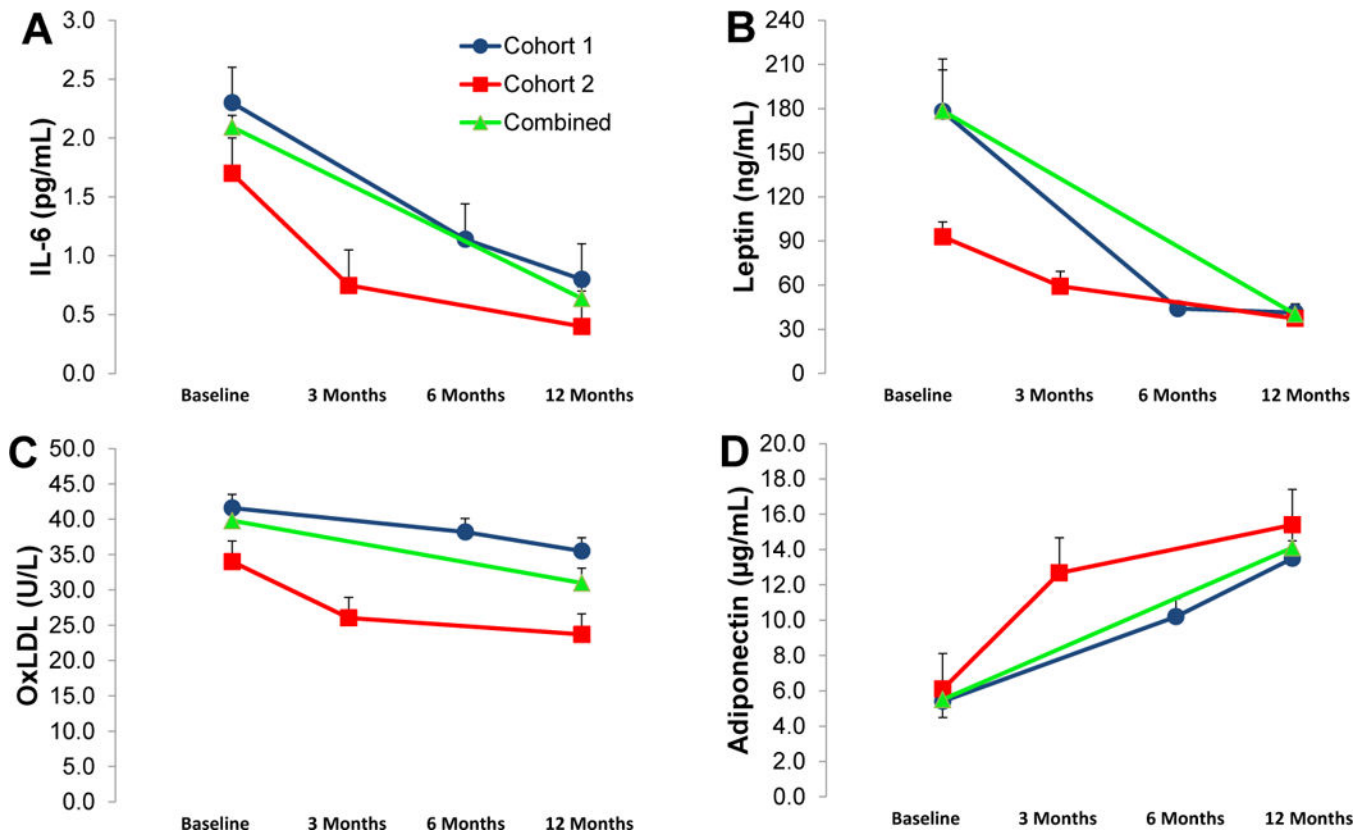 A
IL-6 (pg/mL)
3.0
2.5
2.0
1.5
1.0
0.5
0.0
Cohort 1
Cohort 2
Combined
Baseline 3 Months 6 Months 12 Months
B
Leptin (ng/mL)
240
210
180
150
120
90
60
30
0
Baseline 3 Months 6 Months 12 Months
C
OxLDL (U/L)
50.0
45.0
40.0
35.0
30.0
25.0
20.0
15.0
10.0
5.0
0.0
Baseline 3 Months 6 Months 12 Months
D
Adiponectin (µg/mL)
20.0
18.0
16.0
14.0
12.0
10.0
8.0
6.0
4.0
2.0
0.0
Baseline 3 Months 6 Months 12 Months